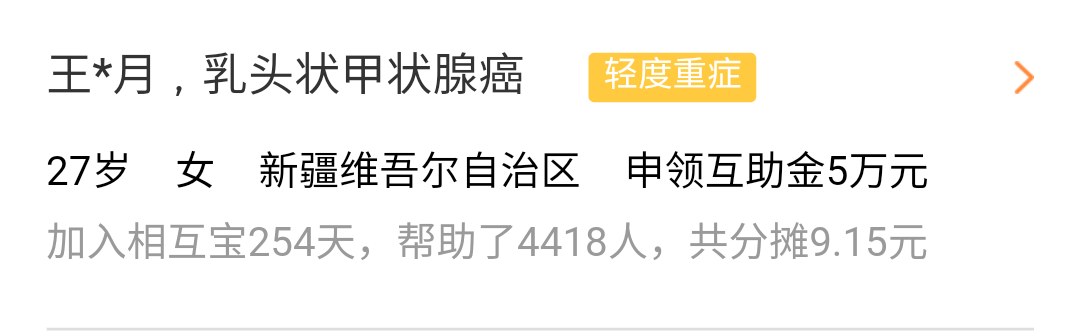 王*月，乳头状甲状腺癌 轻度重症
27岁 女 新疆维吾尔自治区 申领互助金5万元
加入相互宝254天，帮助了4418人，共分摊9.15元